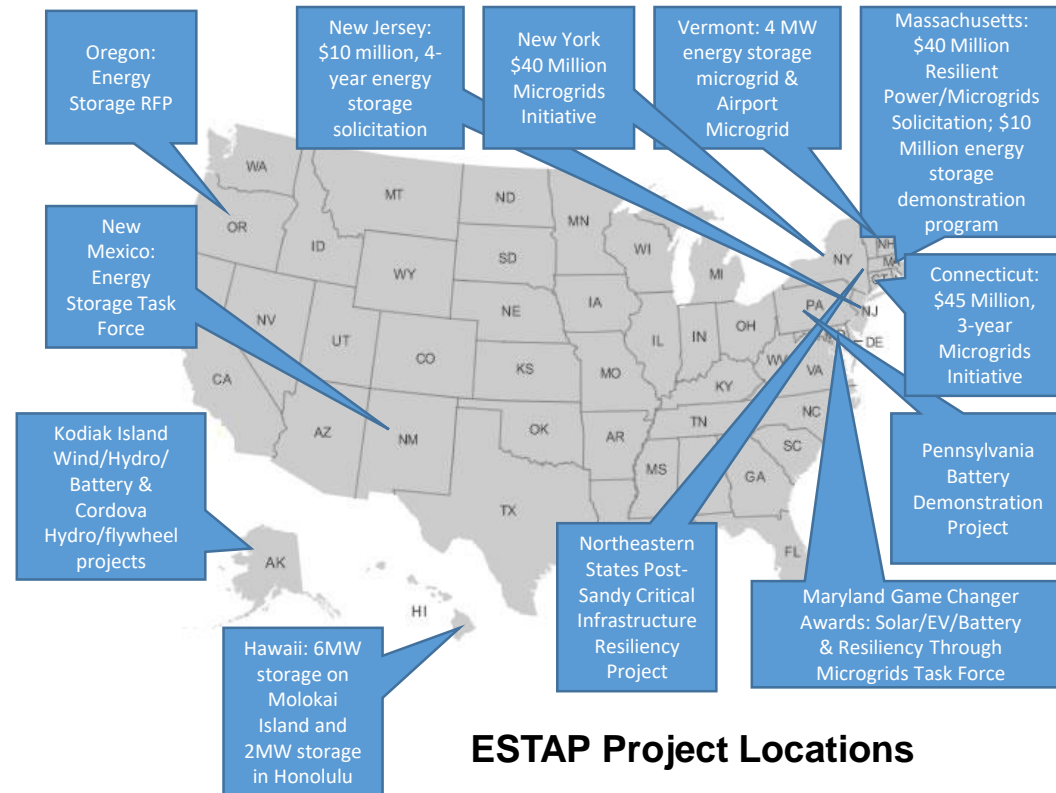 Oregon:
Energy
Storage RFP
New Jersey:
$10 million, 4-
year energy
storage
solicitation
New York
$40 Million
Microgrids
Initiative
Vermont: 4 MW
energy storage
microgrid &
Airport
Microgrid
Massachusetts:
$40 Million
Resilient
Power/Microgrids
Solicitation; $10
Million energy
storage
demonstration
program
New
Mexico:
Energy
Storage Task
Force
Connecticut:
$45 Million,
3-year
Microgrids
Initiative
Kodiak Island
Wind/Hydro/
Battery &
Cordova
Hydro/flywheel
projects
Pennsylvania
Battery
Demonstration
Project
Northeastern
States Post-
Sandy Critical
Infrastructure
Resiliency
Project
Maryland Game Changer
Awards: Solar/EV/Battery
& Resiliency Through
Microgrids Task Force
Hawaii: 6MW
storage on
Molokai
Island and
2MW storage
in Honolulu
WA
MT
ND
MN
OR
ID
WY
SD
WI
MI
NY
NH
MA
CT
NV
UT
CO
NE
IA
IL
IN
OH
PA
NJ
DE
CA
KS
MO
KY
WV
VA
AZ
NM
OK
AR
TN
NC
SC
MS
GA
TX
FL
AK
HI
ESTAP Project Locations